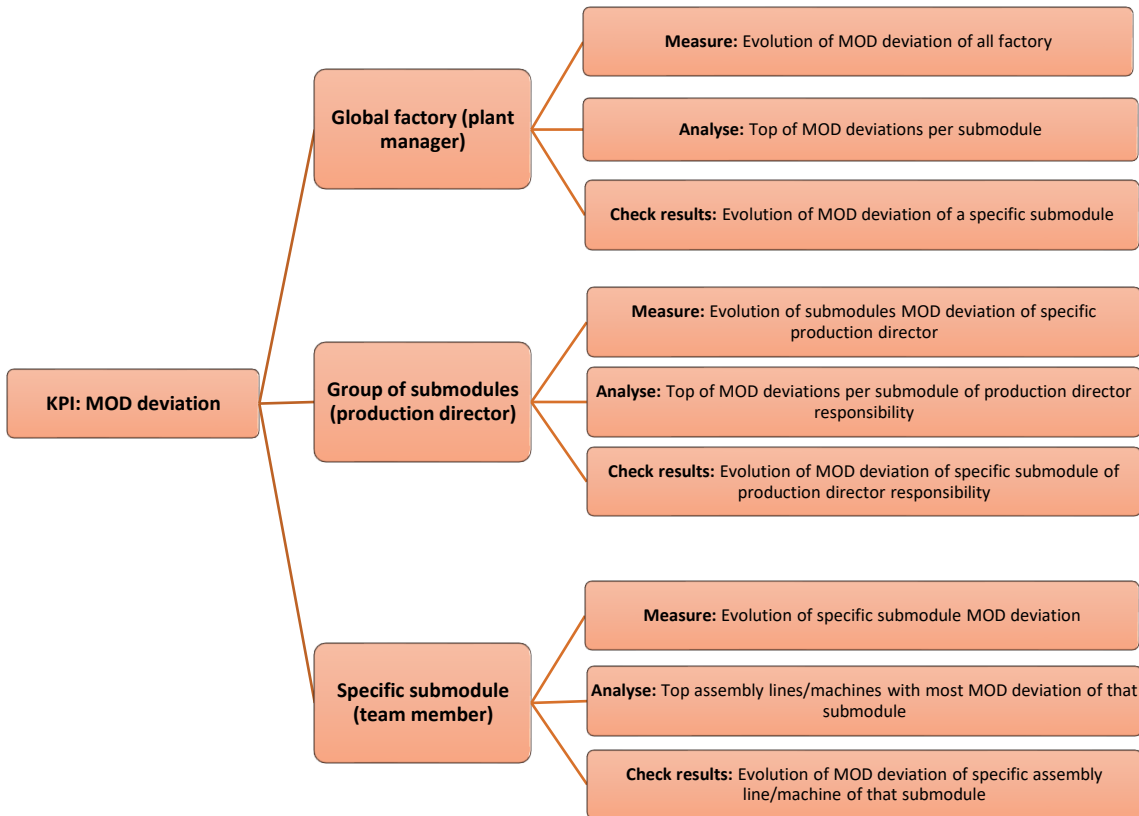 KPI: MOD deviation
Global factory (plant
manager)
Measure: Evolution of MOD deviation of all factory
Analyse: Top of MOD deviations per submodule
Check results: Evolution of MOD deviation of a specific submodule
Group of submodules
(production director)
Measure: Evolution of submodules MOD deviation of specific
production director
Analyse: Top of MOD deviations per submodule of production director
responsibility
Check results: Evolution of MOD deviation of specific submodule of
production director responsibility
Specific submodule
(team member)
Measure: Evolution of specific submodule MOD deviation
Analyse: Top assembly lines/machines with most MOD deviation of that
submodule
Check results: Evolution of MOD deviation of specific assembly
line/machine of that submodule